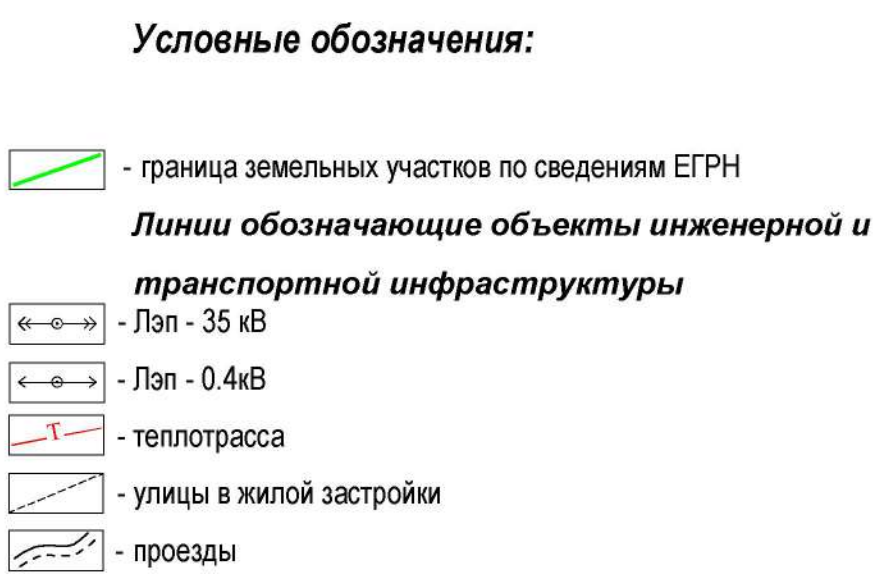 Условные обозначения:
- граница земельных участков по сведениям ЕГРН
Линии обозначающие объекты инженерной и
транспортной инфраструктуры
- Лэп - 35 кВ
- Лэп - 0.4кВ
Т - теплотрасса
- улицы в жилой застройки
- проезды